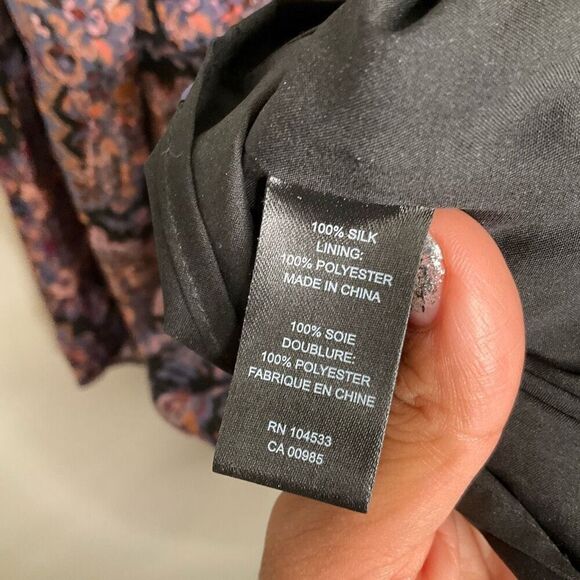 100% SILK
LINING:
100% POLYESTER
MADE IN CHINA
100% SOIE
DOUBLURE:
100% POLYESTER
FABRIQUE EN CHINE
RN 104533
CA 00985